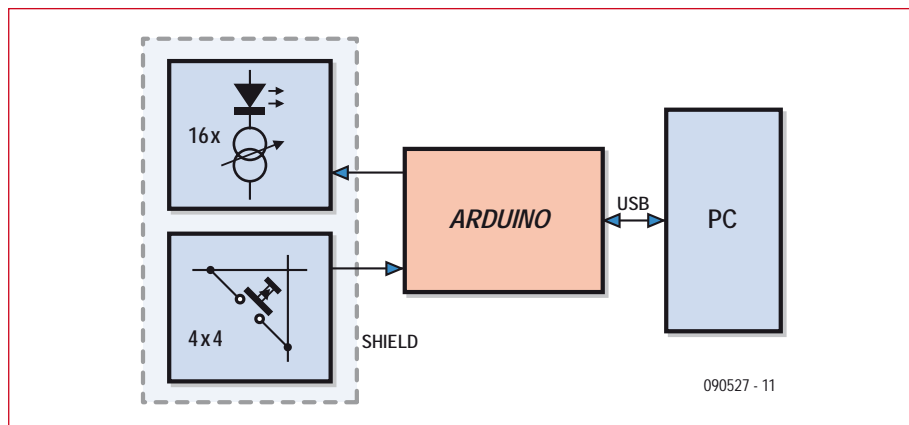 16x
4x4
SHIELD
ARDUINO
USB
PC
090527 - 11